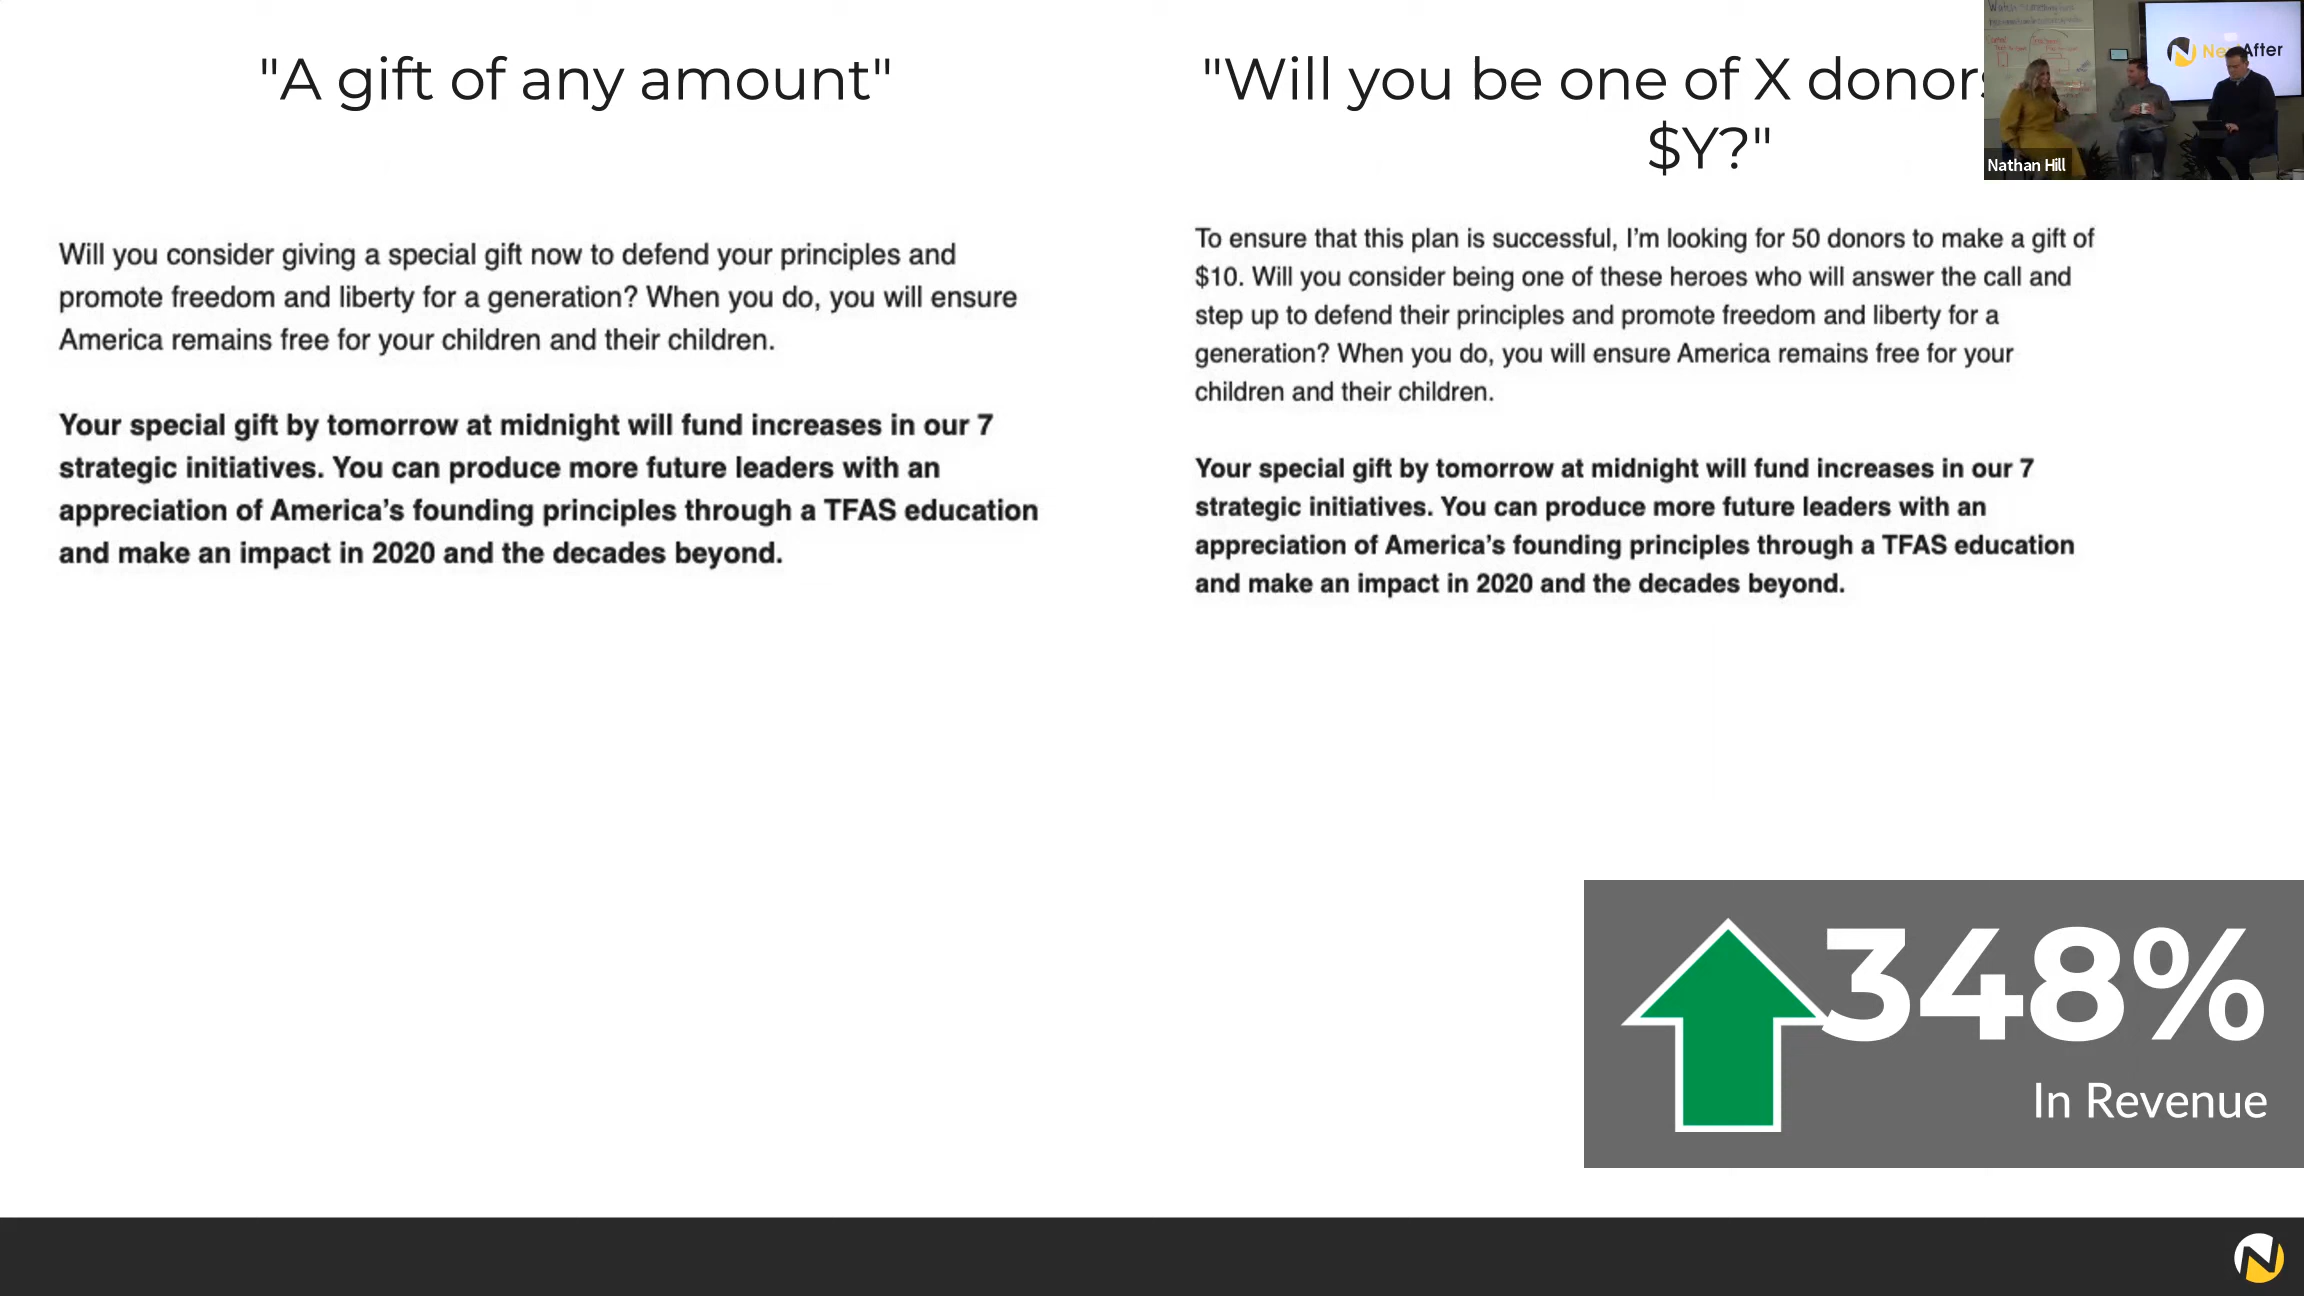 "A gift of any amount"
"Will you be one of X donors
$Y?"
Nathan Hill
Will you consider giving a special gift now to defend your principles and
promote freedom and liberty for a generation? When you do, you will ensure
America remains free for your children and their children.
Your special gift by tomorrow at midnight will fund increases in our 7
strategic initiatives. You can produce more future leaders with an
appreciation of America’s founding principles through a TFAS education
and make an impact in 2020 and the decades beyond.
To ensure that this plan is successful, I’m looking for 50 donors to make a gift of
$10. Will you consider being one of these heroes who will answer the call and
step up to defend their principles and promote freedom and liberty for a
generation? When you do, you will ensure America remains free for your
children and their children.
Your special gift by tomorrow at midnight will fund increases in our 7
strategic initiatives. You can produce more future leaders with an
appreciation of America’s founding principles through a TFAS education
and make an impact in 2020 and the decades beyond.
348%
In Revenue